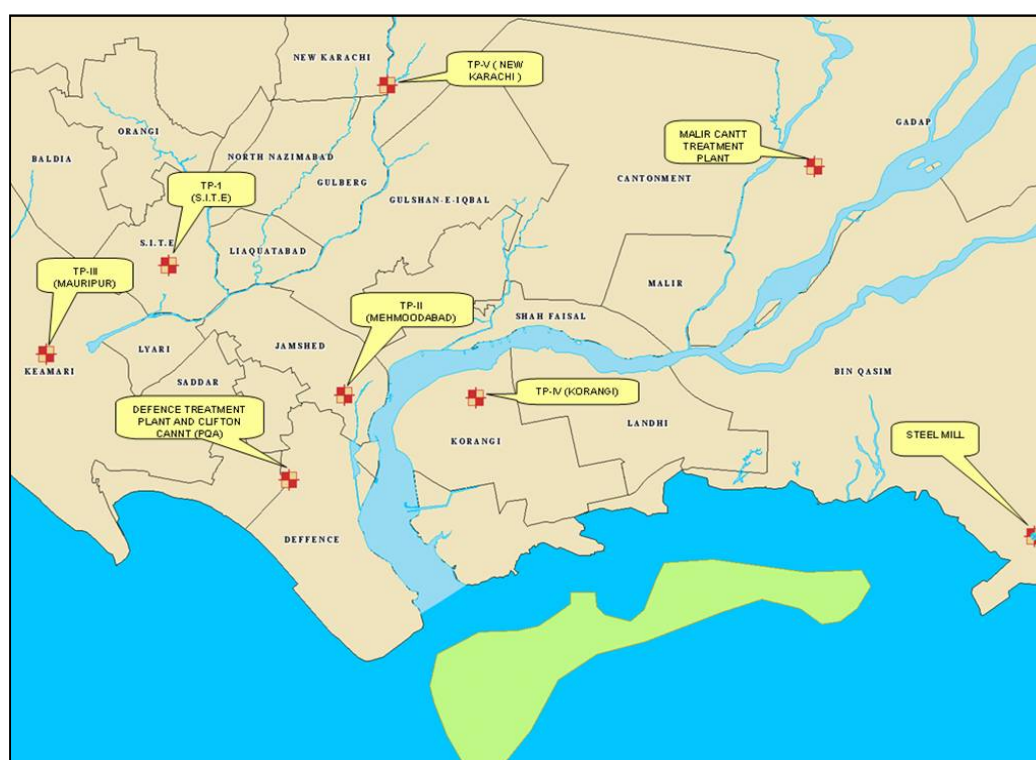 NEW KARACHI
TP-V ( NEW
KARACHI )
GADAP
ORANGI
MALIR CANTT
TREATMENT
PLANT
BALDIA
NORTH NAZIMABAD
GULBERG
CANTONMENT
TP-1
(S.I.T.E)
GULSHAN-E-IQBAL
S.I.T.E
LIAQUATABAD
TP-III
(MAURIPUR)
MALIR
TP-II
(MEHMOODABAD)
SHAH FAISAL
LYARI
JAMSHED
KEAMARI
SADDAR
BIN QASIM
TP-IV (KORANGI)
DEFENCE TREATMENT
PLANT AND CLIFTON
CANNT (PQA)
LANDHI
KORANGI
STEEL MILL
DEFFENCE